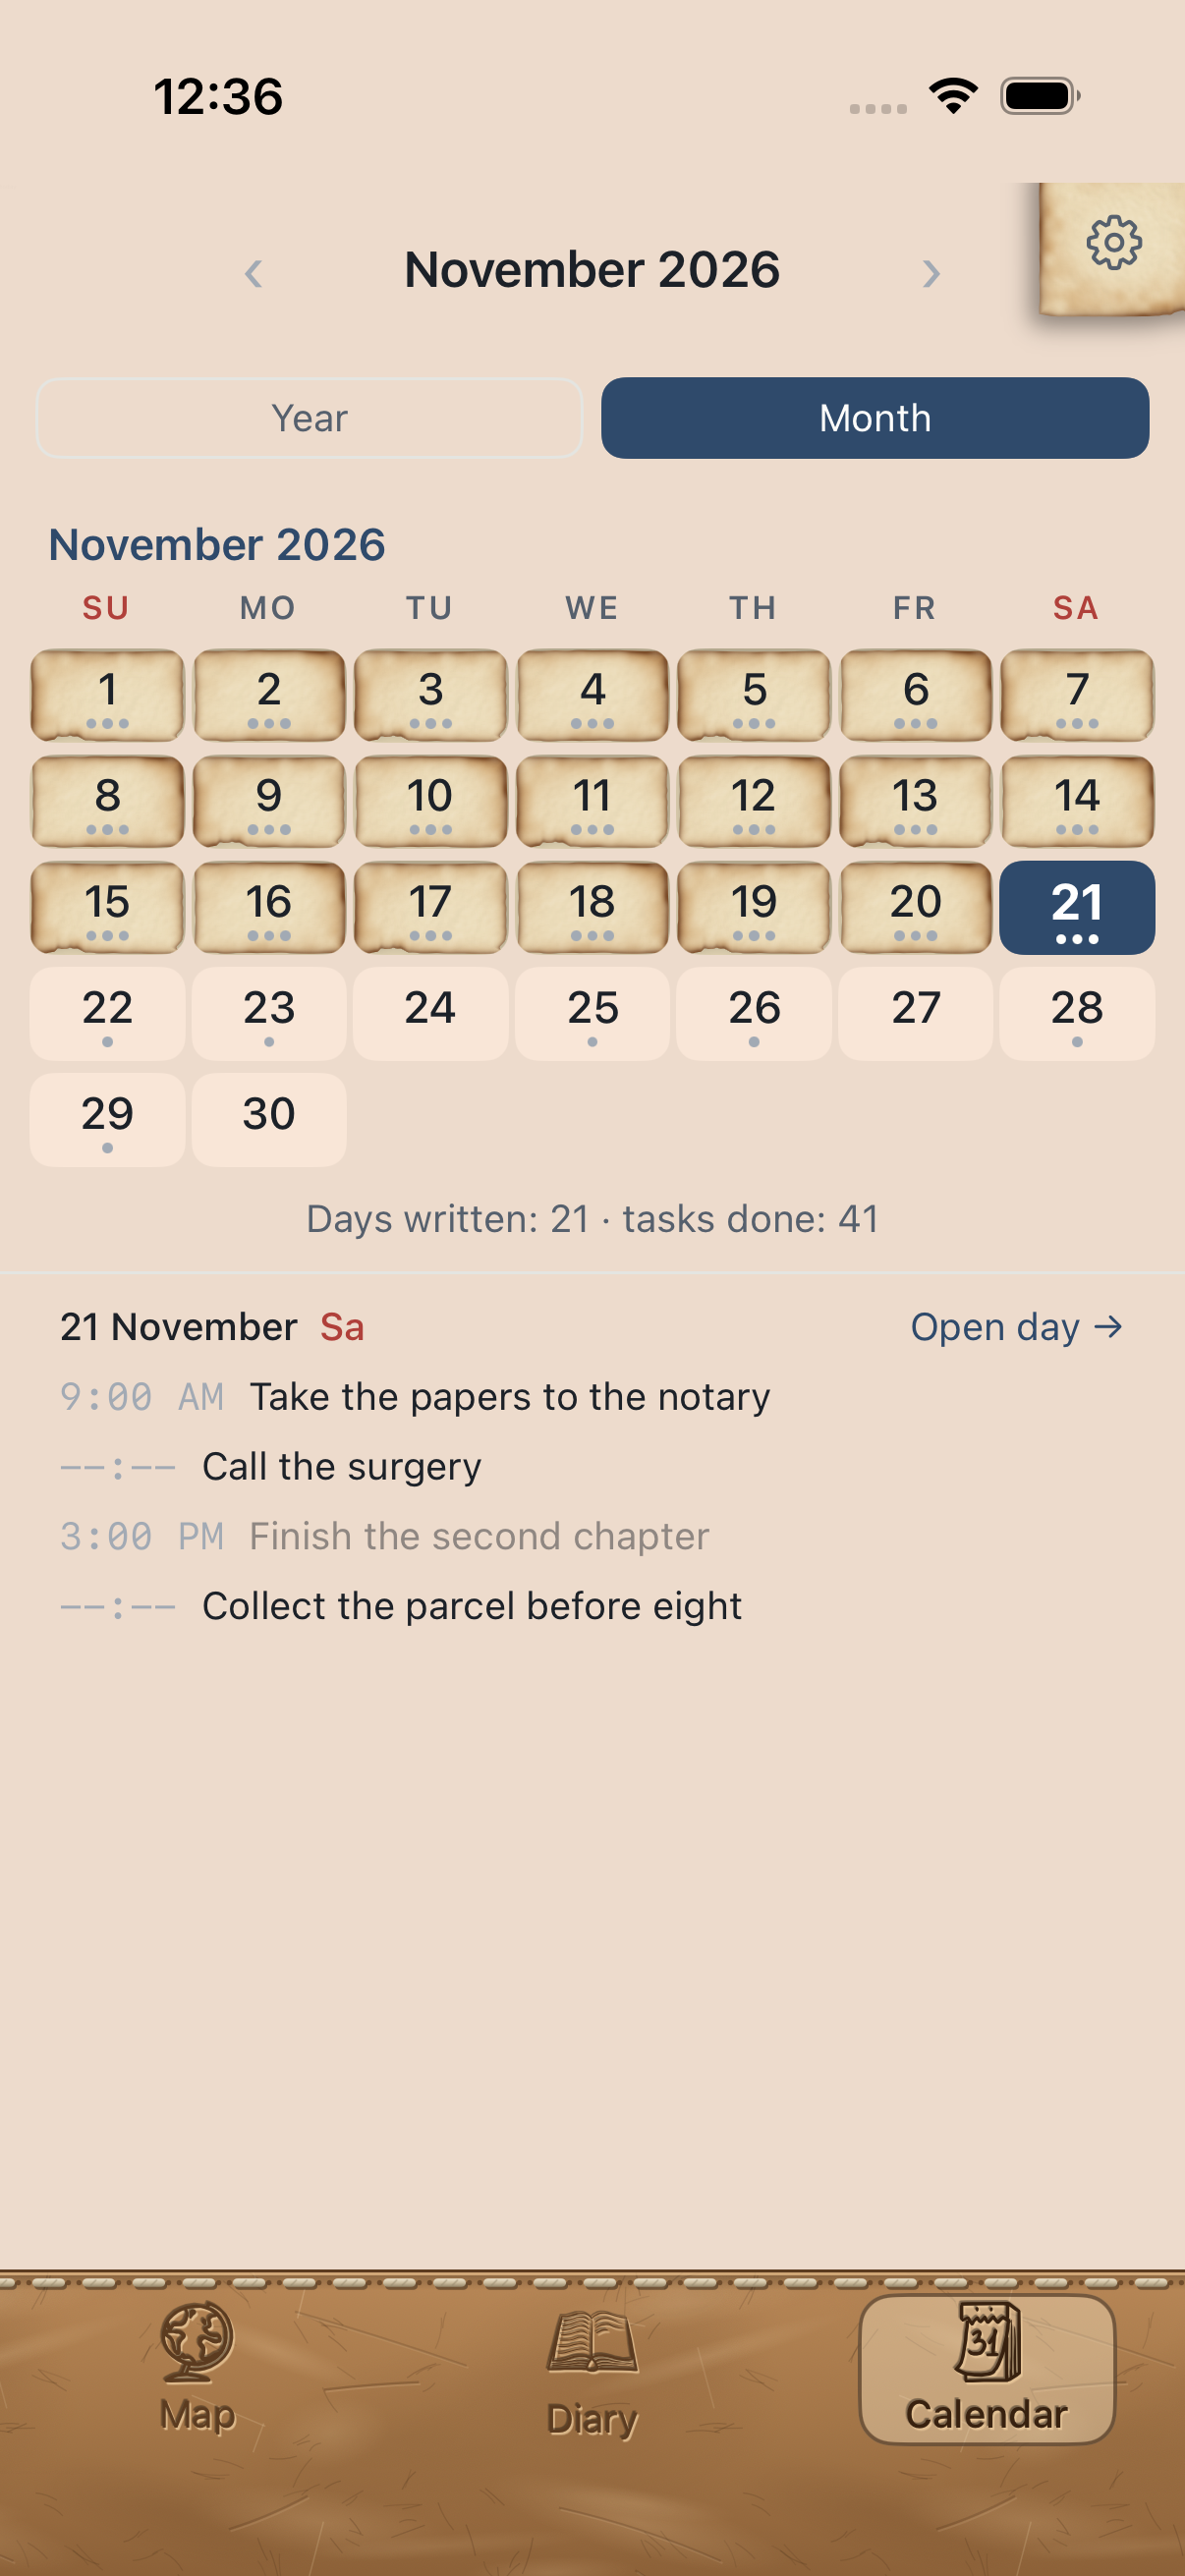 12:36
‹ November 2026 ›
Year Month
November 2026
SU MO TU WE TH FR SA
1 2 3 4 5 6 7
8 9 10 11 12 13 14
15 16 17 18 19 20 21
22 23 24 25 26 27 28
29 30
Days written: 21 · tasks done: 41
21 November Sa Open day →
9:00 AM Take the papers to the notary
––:–– Call the surgery
3:00 PM Finish the second chapter
––:–– Collect the parcel before eight
31
Map Diary Calendar